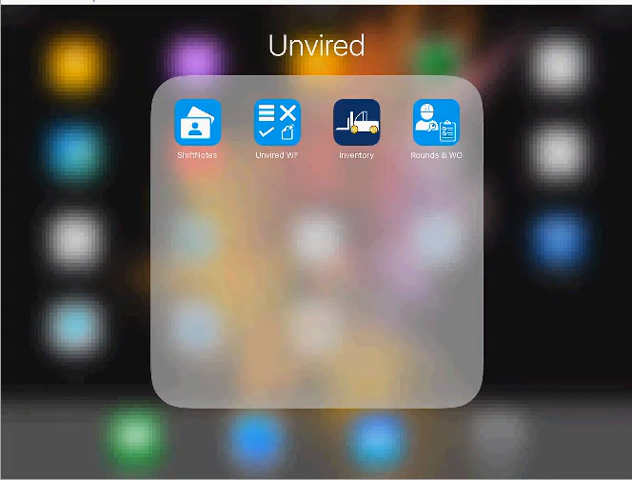 Unvired
ShiftNotes
Unvired WF
Inventory
Rounds & WO